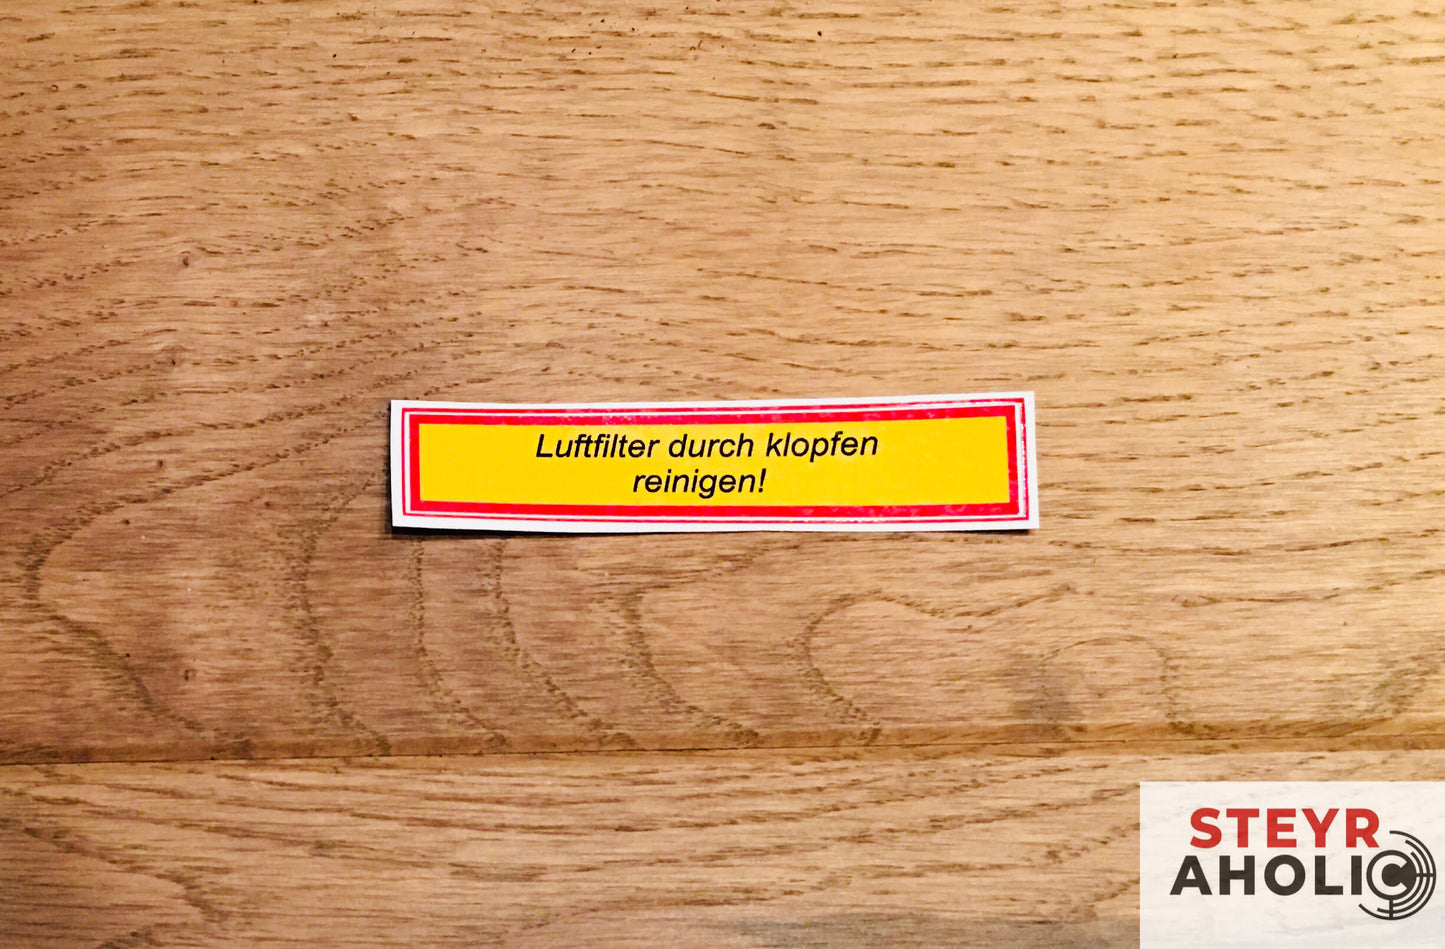 Luftfilter durch klopfen
reinigen!
STEYR
AHOLIC